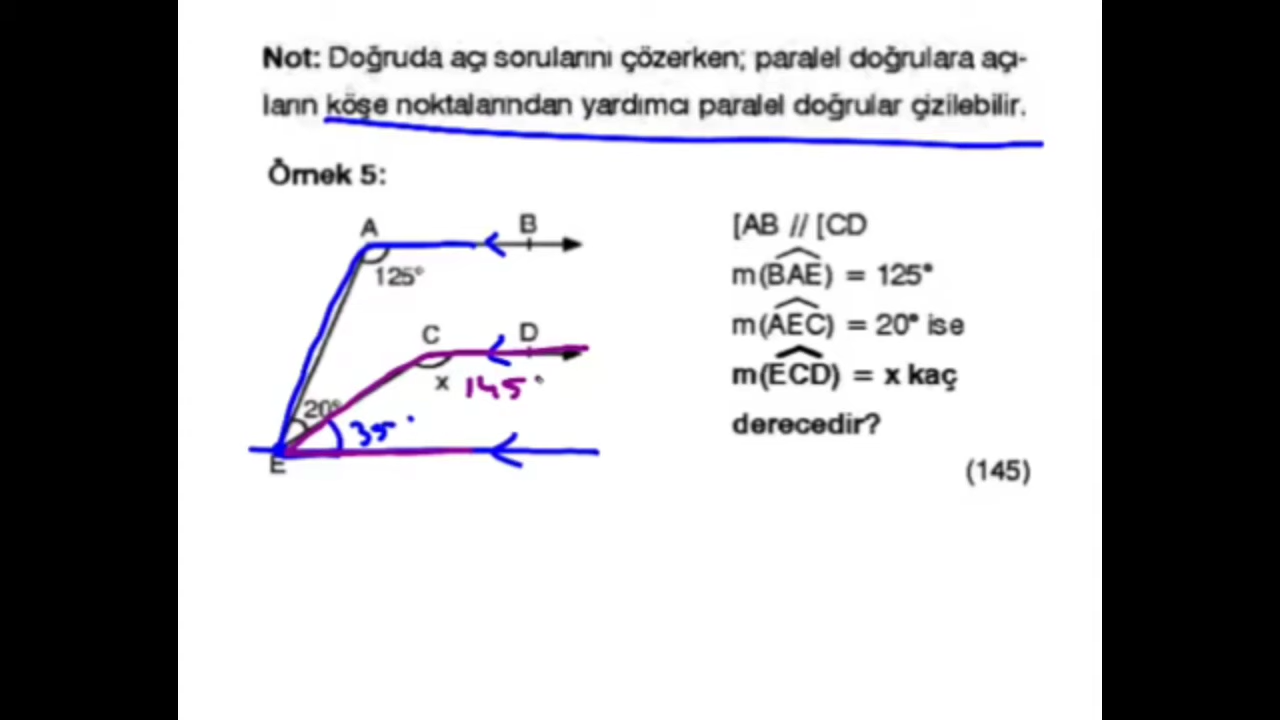 Not: Doğruda açı sorularını çözerken; paralel doğrulara açı-
ların köşe noktalarından yardımcı paralel doğrular çizilebilir.
Örnek 5:
A
B
125°
C
D
x 145°
20°
35°
E
[AB // [CD
m(BAE) = 125°
m(AEC) = 20° ise
m(ECD) = x kaç
derecedir?
(145)